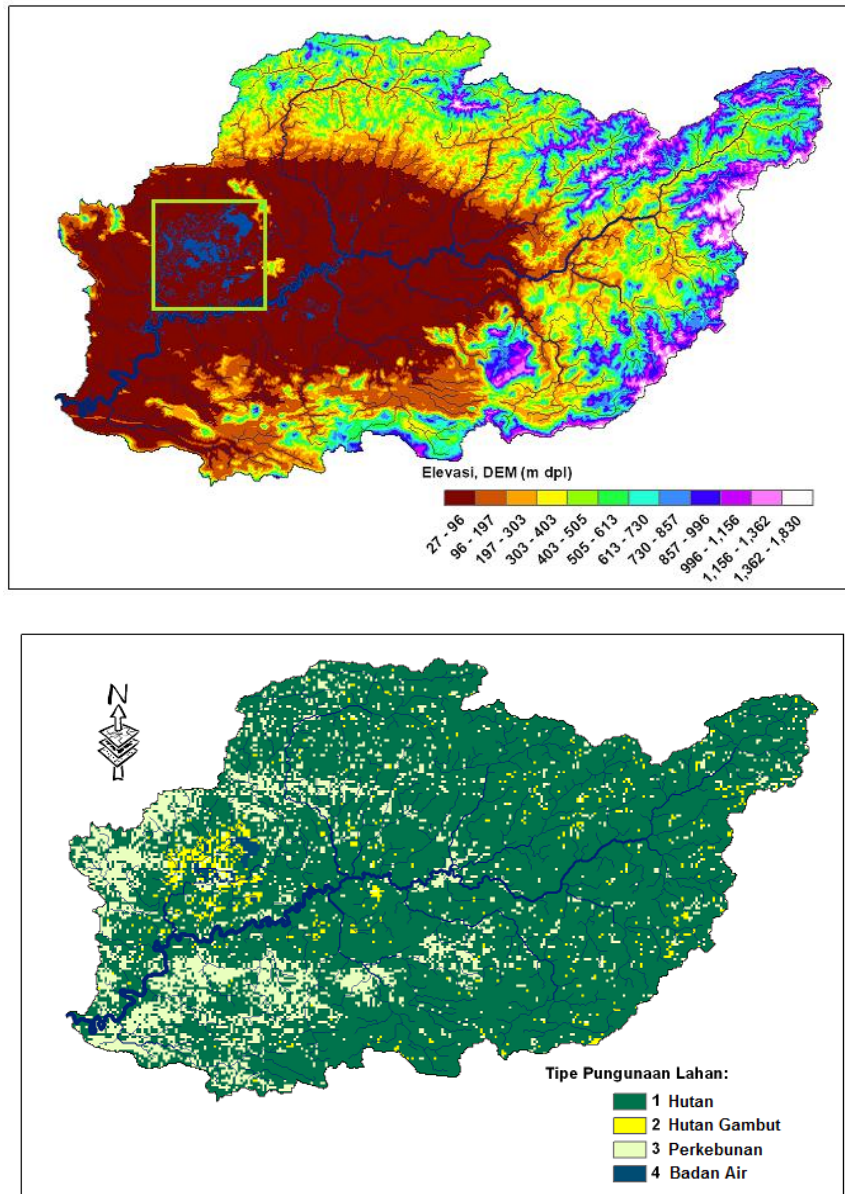 Elevasi, DEM (m dpl)
27 - 96
96 - 197
197 - 303
303 - 403
403 - 505
505 - 613
613 - 730
730 - 857
857 - 996
996 - 1,156
1,156 - 1,362
1,362 - 1,830
N
Tipe Pungunaan Lahan:
1 Hutan
2 Hutan Gambut
3 Perkebunan
4 Badan Air